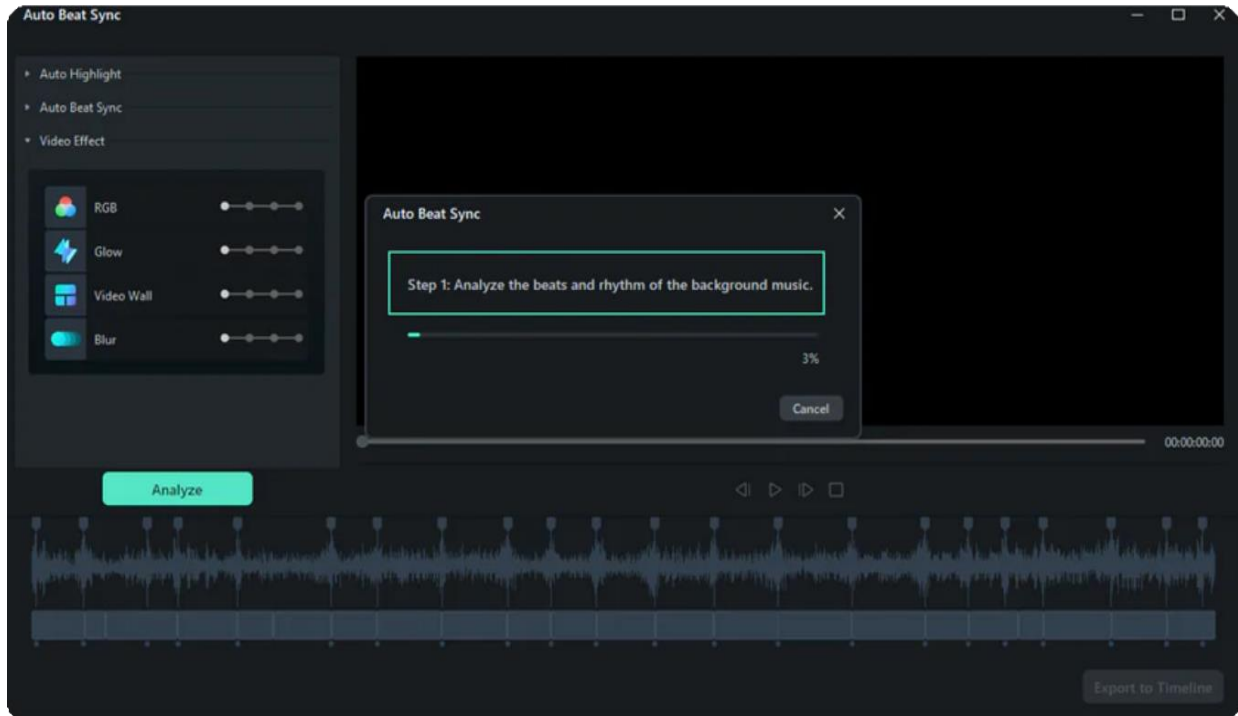 Auto Beat Sync
Auto Highlight
Auto Beat Sync
Video Effect
RGB
Glow
Video Wall
Blur
Auto Beat Sync
Step 1: Analyze the beats and rhythm of the background music.
3%
Cancel
00:00:00:00
Analyze
Export to Timeline